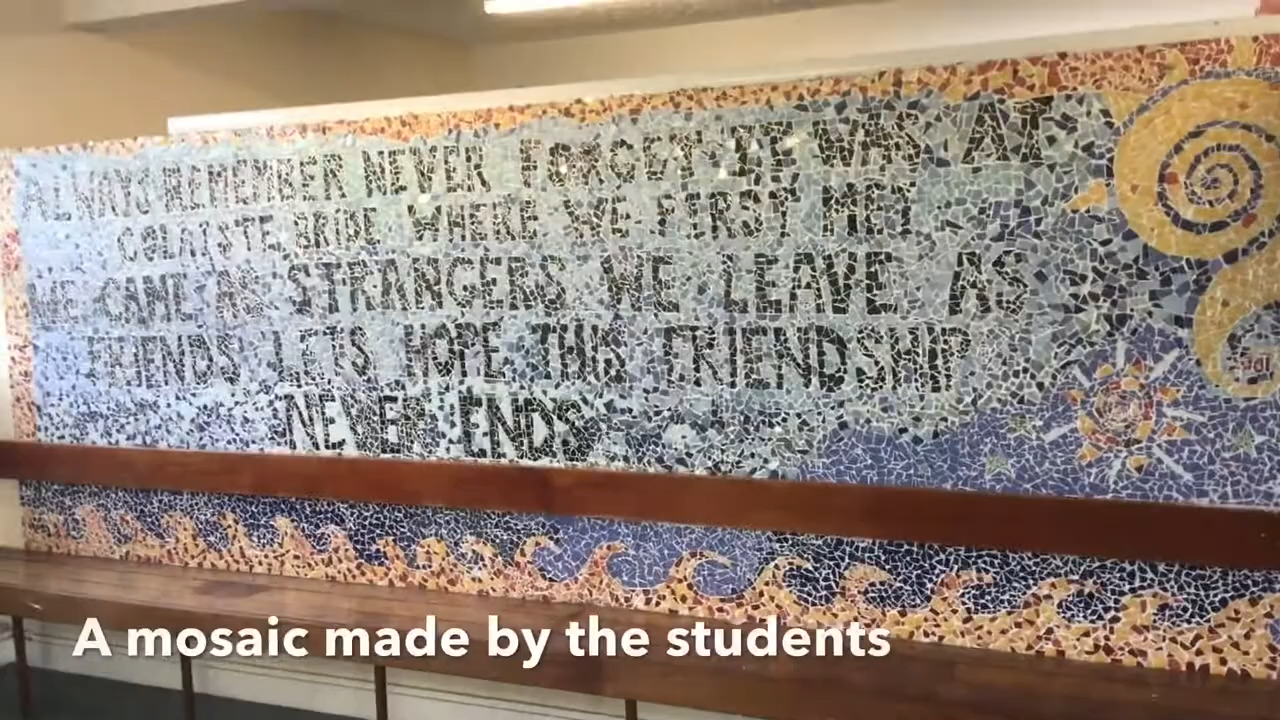 ALWAYS REMEMBER NEVER FORGET IT WAS AT
COLAISTE BRIDE WHERE WE FIRST MET
WE CAME AS STRANGERS WE LEAVE AS
FRIENDS LETS HOPE THIS FRIENDSHIP
NEVER ENDS
A mosaic made by the students